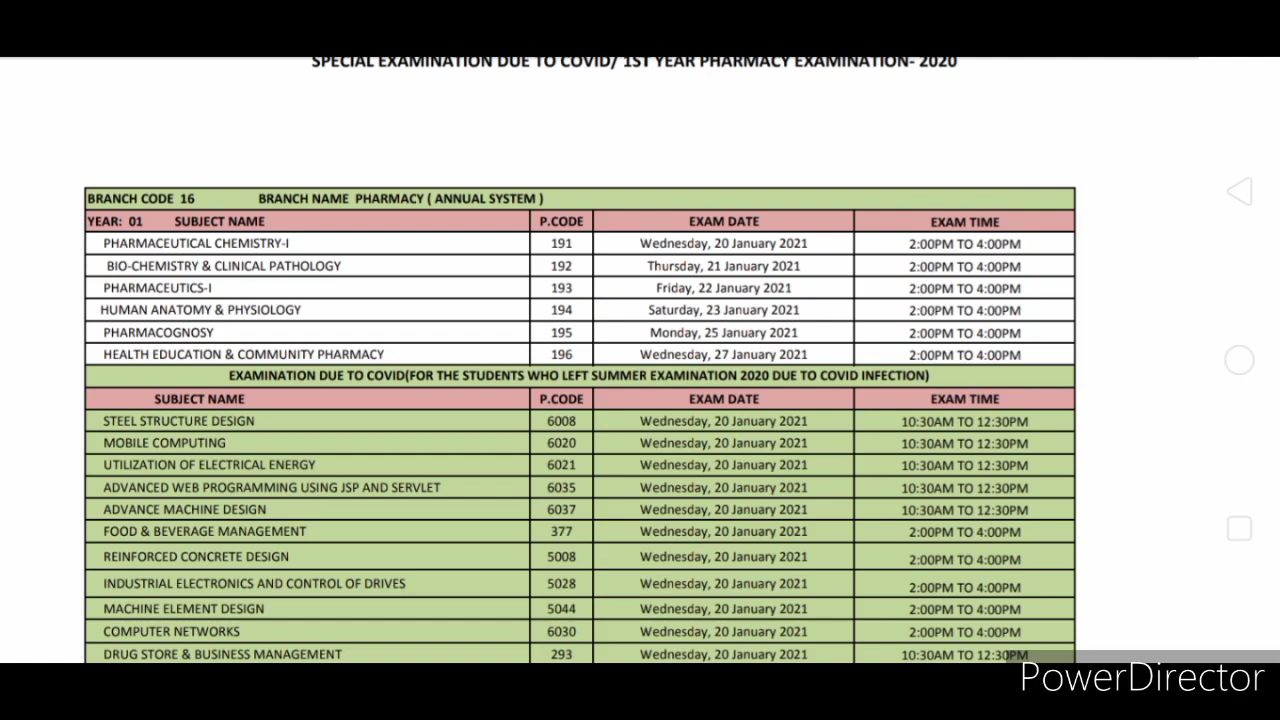 SPECIAL EXAMINATION DUE TO COVID/ 1ST YEAR PHARMACY EXAMINATION- 2020
BRANCH CODE 16 BRANCH NAME PHARMACY ( ANNUAL SYSTEM )
YEAR: 01 SUBJECT NAME P.CODE EXAM DATE EXAM TIME
PHARMACEUTICAL CHEMISTRY-I 191 Wednesday, 20 January 2021 2:00PM TO 4:00PM
BIO-CHEMISTRY & CLINICAL PATHOLOGY 192 Thursday, 21 January 2021 2:00PM TO 4:00PM
PHARMACEUTICS-I 193 Friday, 22 January 2021 2:00PM TO 4:00PM
HUMAN ANATOMY & PHYSIOLOGY 194 Saturday, 23 January 2021 2:00PM TO 4:00PM
PHARMACOGNOSY 195 Monday, 25 January 2021 2:00PM TO 4:00PM
HEALTH EDUCATION & COMMUNITY PHARMACY 196 Wednesday, 27 January 2021 2:00PM TO 4:00PM
EXAMINATION DUE TO COVID(FOR THE STUDENTS WHO LEFT SUMMER EXAMINATION 2020 DUE TO COVID INFECTION)
SUBJECT NAME P.CODE EXAM DATE EXAM TIME
STEEL STRUCTURE DESIGN 6008 Wednesday, 20 January 2021 10:30AM TO 12:30PM
MOBILE COMPUTING 6020 Wednesday, 20 January 2021 10:30AM TO 12:30PM
UTILIZATION OF ELECTRICAL ENERGY 6021 Wednesday, 20 January 2021 10:30AM TO 12:30PM
ADVANCED WEB PROGRAMMING USING JSP AND SERVLET 6035 Wednesday, 20 January 2021 10:30AM TO 12:30PM
ADVANCE MACHINE DESIGN 6037 Wednesday, 20 January 2021 10:30AM TO 12:30PM
FOOD & BEVERAGE MANAGEMENT 377 Wednesday, 20 January 2021 2:00PM TO 4:00PM
REINFORCED CONCRETE DESIGN 5008 Wednesday, 20 January 2021 2:00PM TO 4:00PM
INDUSTRIAL ELECTRONICS AND CONTROL OF DRIVES 5028 Wednesday, 20 January 2021 2:00PM TO 4:00PM
MACHINE ELEMENT DESIGN 5044 Wednesday, 20 January 2021 2:00PM TO 4:00PM
COMPUTER NETWORKS 6030 Wednesday, 20 January 2021 2:00PM TO 4:00PM
DRUG STORE & BUSINESS MANAGEMENT 293 Wednesday, 20 January 2021 10:30AM TO 12:30PM
PowerDirector